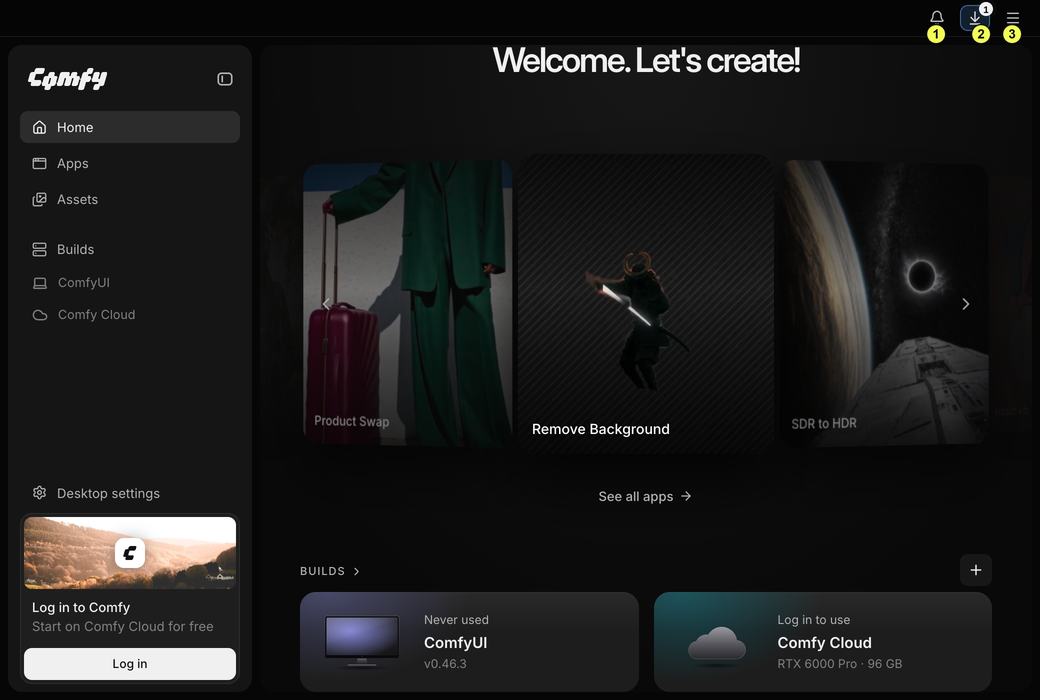 1
1
2
3
Comfy
Welcome. Let's create!
Home
Apps
Assets
Builds
ComfyUI
Comfy Cloud
Product Swap
Remove Background
SDR to HDR
See all apps
Desktop settings
Log in to Comfy
Start on Comfy Cloud for free
Log in
BUILDS
Never used
ComfyUI
v0.46.3
Log in to use
Comfy Cloud
RTX 6000 Pro · 96 GB